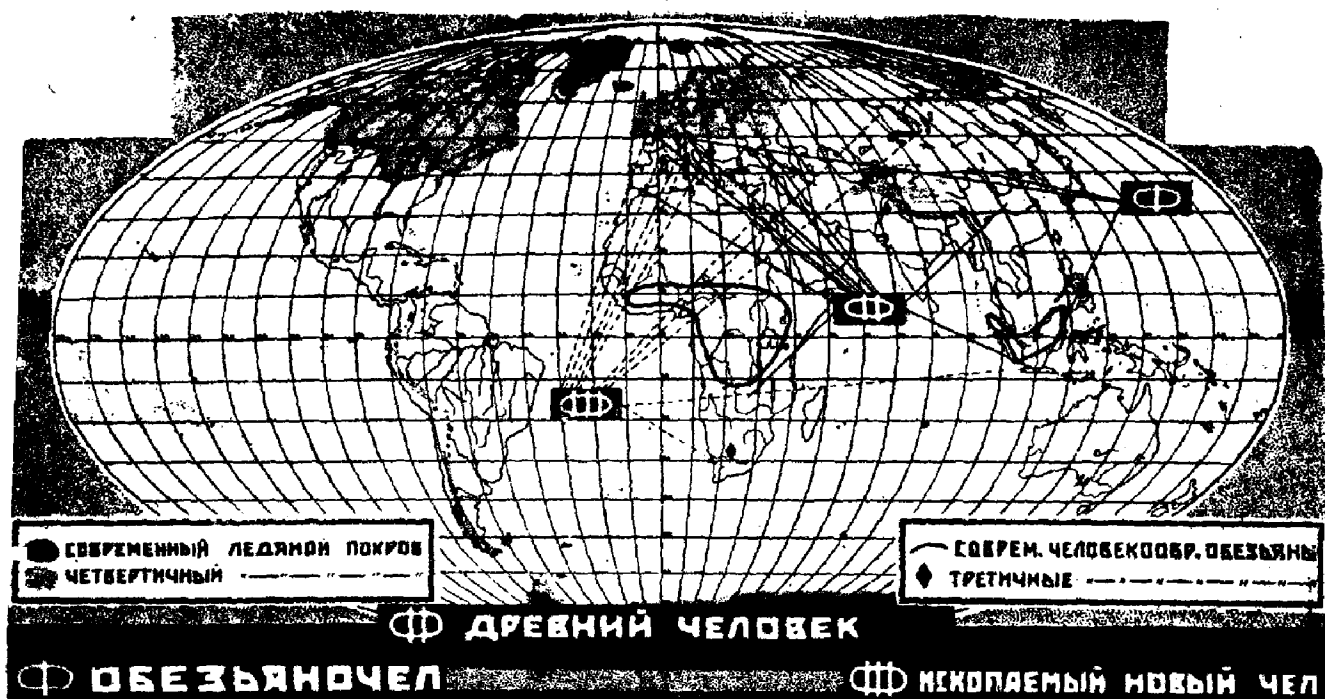 СОВРЕМЕННЫЙ ЛЕДЯНОЙ ПОКРОВ
ЧЕТВЕРТИЧНЫЙ
СОВРЕМ. ЧЕЛОВЕКООБР. ОБЕЗЬЯНЫ
ТРЕТИЧНЫЕ
ДРЕВНИЙ ЧЕЛОВЕК
ОБЕЗЬЯНОЧЕЛ
ИСКОПАЕМЫЙ НОВЫЙ ЧЕЛ